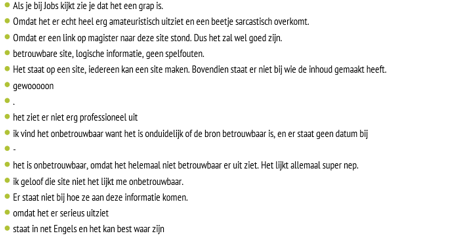 Als je bij Jobs kijkt zie je dat het een grap is.
Omdat het er echt heel erg amateuristisch uitziet en een beetje sarcastisch overkomt.
Omdat er een link op magister naar deze site stond. Dus het zal wel goed zijn.
betrouwbare site, logische informatie, geen spelfouten.
Het staat op een site, iedereen kan een site maken. Bovendien staat er niet bij wie de inhoud gemaakt heeft.
gewooooon
.
het ziet er niet erg professioneel uit
ik vind het onbetrouwbaar want het is onduidelijk of de bron betrouwbaar is, en er staat geen datum bij
-
het is onbetrouwbaar, omdat het helemaal niet betrouwbaar er uit ziet. Het lijkt allemaal super nep.
ik geloof die site niet het lijkt me onbetrouwbaar.
Er staat niet bij hoe ze aan deze informatie komen.
omdat het er serieus uitziet
staat in net Engels en het kan best waar zijn